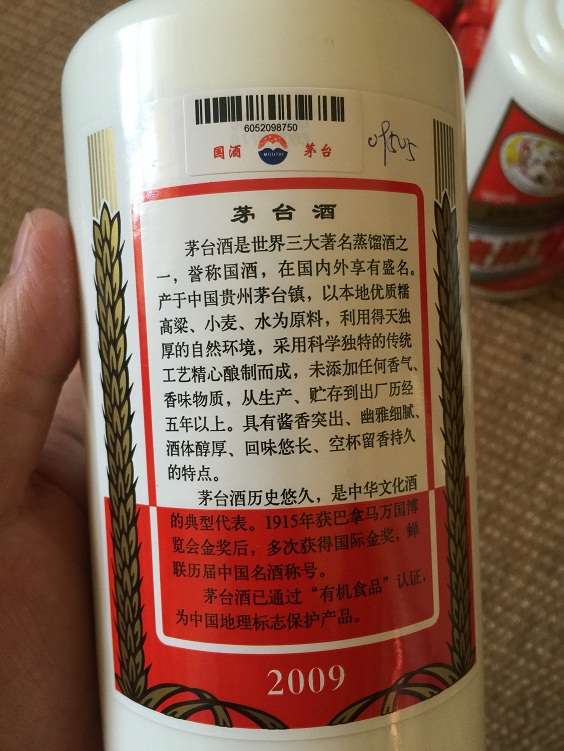 6052098750
国酒 MOUTAI 茅台
茅台酒
茅台酒是世界三大著名蒸馏酒之
一，誉称国酒，在国内外享有盛名。
产于中国贵州茅台镇，以本地优质糯
高粱、小麦、水为原料，利用得天独
厚的自然环境，采用科学独特的传统
工艺精心酿制而成，未添加任何香气、
香味物质，从生产、贮存到出厂历经
五年以上。具有酱香突出、幽雅细腻、
酒体醇厚、回味悠长、空杯留香持久
的特点。
茅台酒历史悠久，是中华文化酒
的典型代表。1915年获巴拿马万国博
览会金奖后，多次获得国际金奖，蝉
联历届中国名酒称号。
茅台酒已通过“有机食品”认证，
为中国地理标志保护产品。
2009